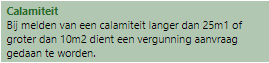 Calamiteit
Bij melden van een calamiteit langer dan 25m1 of
groter dan 10m2 dient een vergunning aanvraag
gedaan te worden.